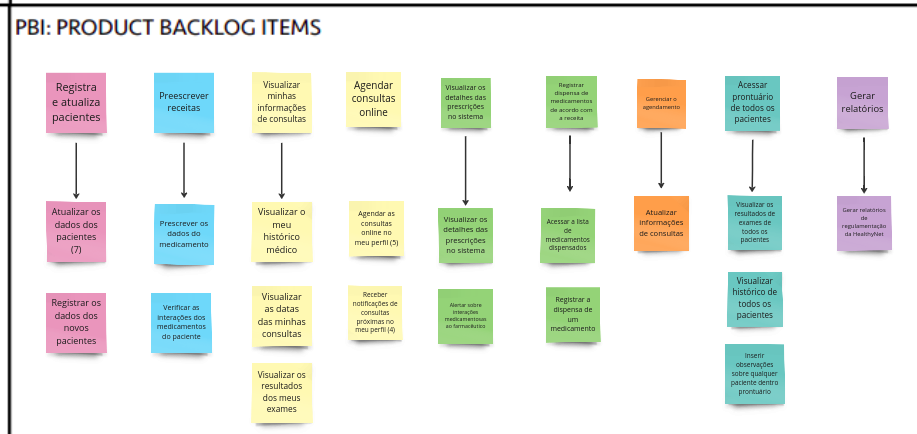 PBI: PRODUCT BACKLOG ITEMS
Registra
e atualiza
pacientes
Preescrever
receitas
Visualizar
minhas
informações
de consultas
Agendar
consultas
online
Visualizar os
detalhes das
prescrições
no sistema
Registrar
dispensa de
medicamentos
de acordo com
a receita
Gerenciar o
agendamento
Acessar
prontuário
de todos os
pacientes
Gerar
relatórios
Atualizar os
dados dos
pacientes
(7)
Prescrever os
dados do
medicamento
Visualizar o
meu
histórico
médico
Agendar as
consultas
online no
meu perfil (5)
Visualizar os
detalhes das
prescrições
no sistema
Acessar a lista
de
medicamentos
dispensados
Atualizar
informações
de consultas
Visualizar os
resultados de
exames de
todos os
pacientes
Gerar relatórios
de
regulamentação
da HealthyNet
Registrar os
dados dos
novos
pacientes
Verificar as
interações dos
medicamentos
do paciente
Visualizar
as datas
das minhas
consultas
Receber
notificações de
consultas
próximas no
meu perfil (4)
Alertar sobre
interações
medicamentosas
ao farmacêutico
Registrar a
dispensa de
um
medicamento
Visualizar
histórico de
todos os
pacientes
Visualizar os
resultados
dos meus
exames
Inserir
observações
sobre qualquer
paciente dentro
prontuário